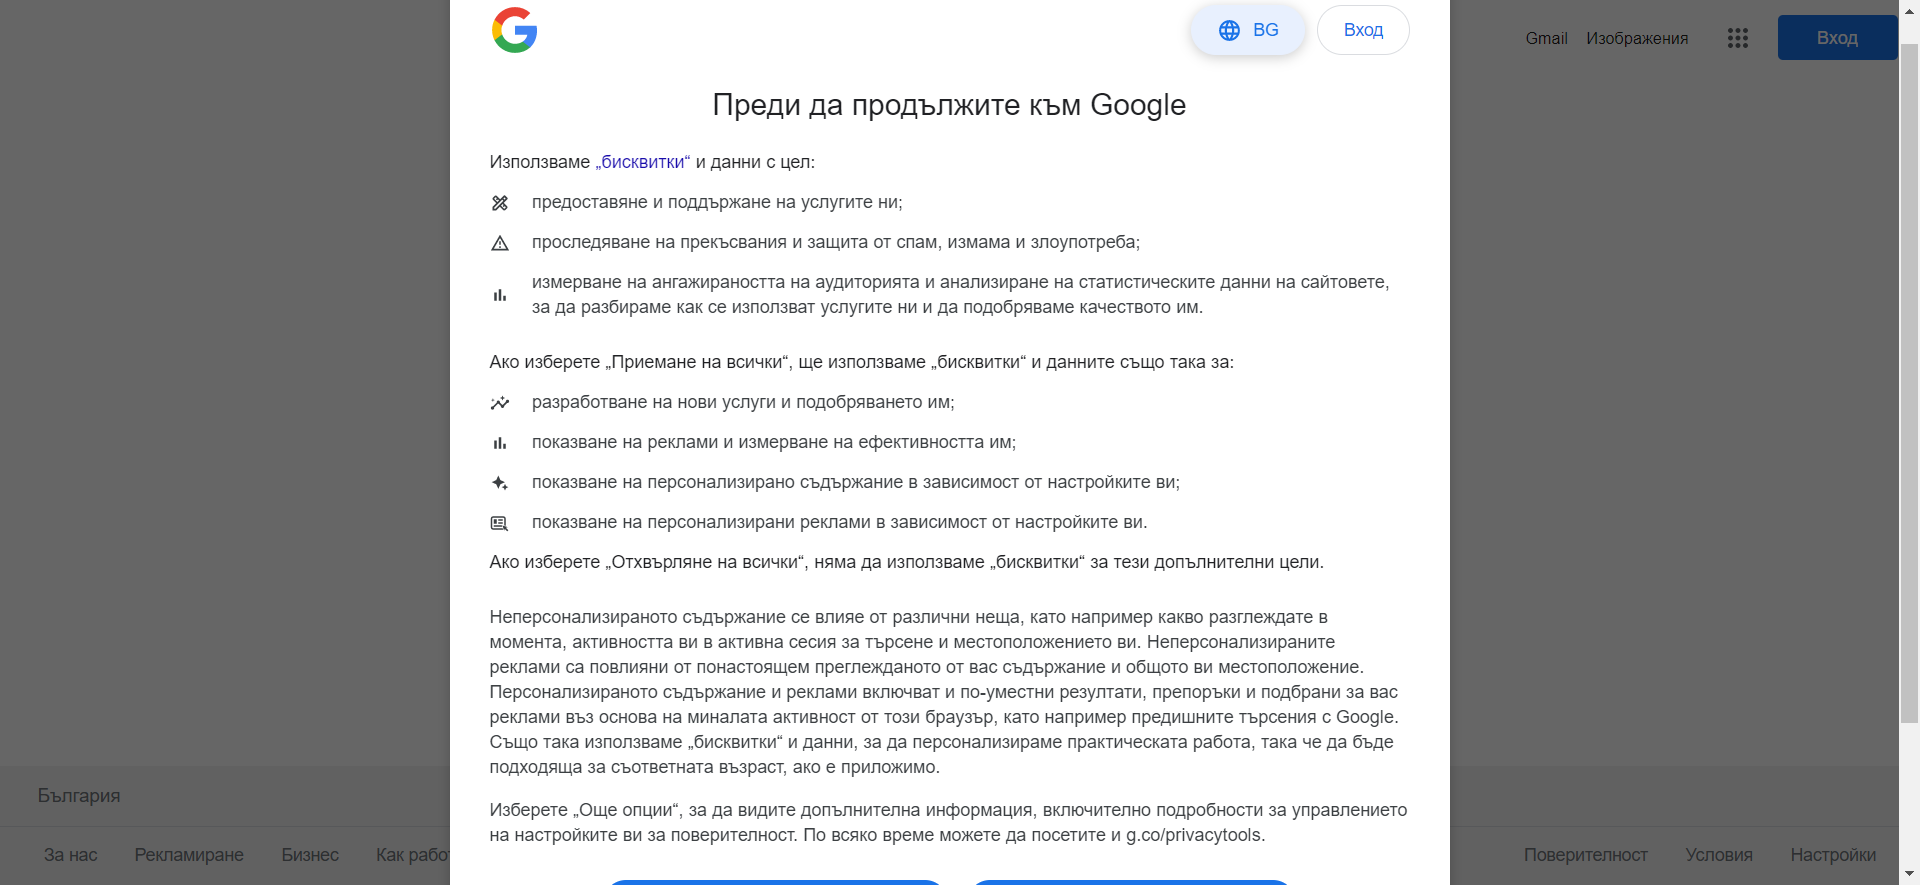 BG
Вход
Gmail
Изображения
Вход
Преди да продължите към Google
Използваме „бисквитки“ и данни с цел:
предоставяне и поддържане на услугите ни;
проследяване на прекъсвания и защита от спам, измама и злоупотреба;
измерване на ангажираността на аудиторията и анализиране на статистическите данни на сайтовете,
за да разбираме как се използват услугите ни и да подобряваме качеството им.
Ако изберете „Приемане на всички“, ще използваме „бисквитки“ и данните също така за:
разработване на нови услуги и подобряването им;
показване на реклами и измерване на ефективността им;
показване на персонализирано съдържание в зависимост от настройките ви;
показване на персонализирани реклами в зависимост от настройките ви.
Ако изберете „Отхвърляне на всички“, няма да използваме „бисквитки“ за тези допълнителни цели.
Неперсонализираното съдържание се влияе от различни неща, като например какво разглеждате в
момента, активността ви в активна сесия за търсене и местоположението ви. Неперсонализираните
реклами са повлияни от понастоящем преглежданото от вас съдържание и общото ви местоположение.
Персонализираното съдържание и реклами включват и по-уместни резултати, препоръки и подбрани за вас
реклами въз основа на миналата активност от този браузър, като например предишните търсения с Google.
Също така използваме „бисквитки“ и данни, за да персонализираме практическата работа, така че да бъде
подходяща за съответната възраст, ако е приложимо.
Изберете „Още опции“, за да видите допълнителна информация, включително подробности за управлението
на настройките ви за поверителност. По всяко време можете да посетите и g.co/privacytools.
България
За нас
Рекламиране
Бизнес
Как
Поверителност
Условия
Настройки